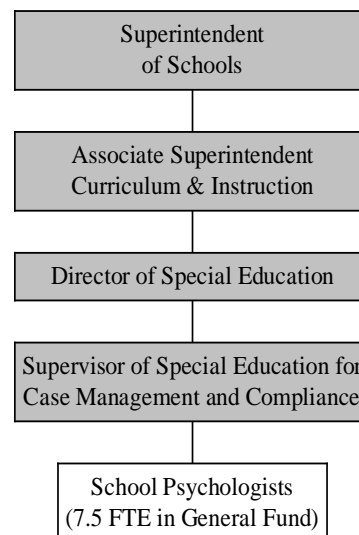 Superintendent
of Schools
Associate Superintendent
Curriculum & Instruction
Director of Special Education
Supervisor of Special Education for
Case Management and Compliance
School Psychologists
(7.5 FTE in General Fund)